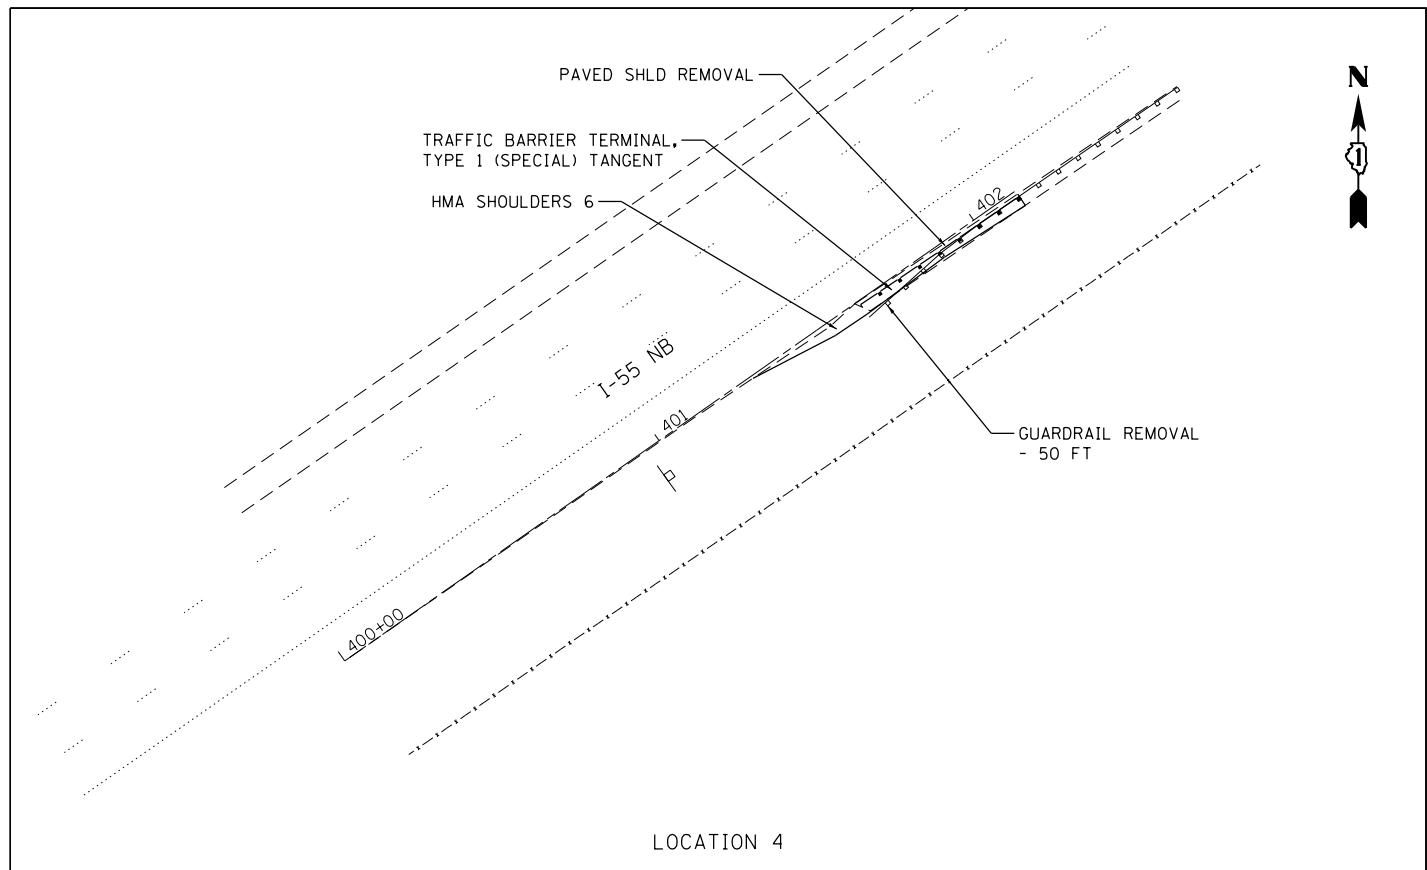 PAVED SHLD REMOVAL
N
TRAFFIC BARRIER TERMINAL,
TYPE 1 (SPECIAL) TANGENT
1
HMA SHOULDERS 6
402
I-55 NB
401
GUARDRAIL REMOVAL
- 50 FT
400+00
LOCATION 4